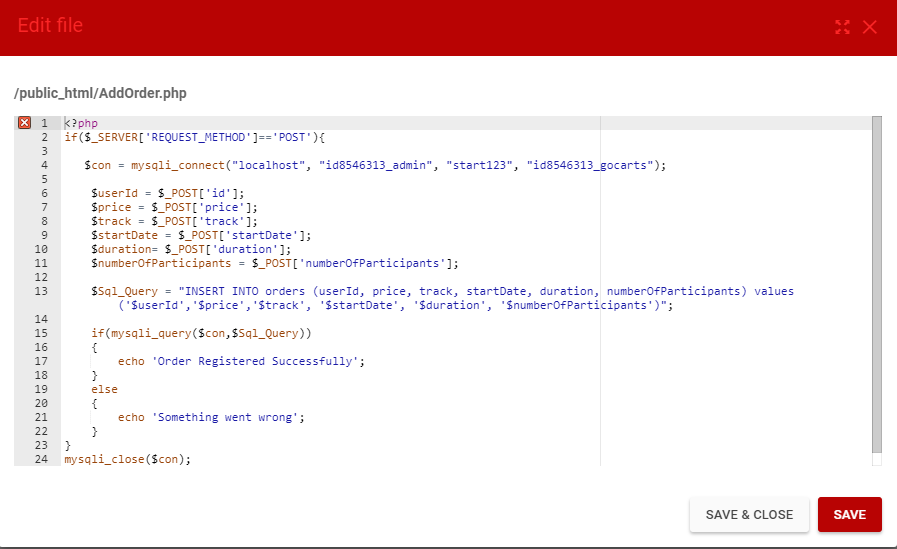 Edit file
/public_html/AddOrder.php
1 <?php
2 if($_SERVER['REQUEST_METHOD']=='POST'){
3
4 $con = mysqli_connect("localhost", "id8546313_admin", "start123", "id8546313_gocarts");
5
6 $userId = $_POST['id'];
7 $price = $_POST['price'];
8 $track = $_POST['track'];
9 $startDate = $_POST['startDate'];
10 $duration= $_POST['duration'];
11 $numberOfParticipants = $_POST['numberOfParticipants'];
12
13 $Sql_Query = "INSERT INTO orders (userId, price, track, startDate, duration, numberOfParticipants) values
('$userId','$price','$track', '$startDate', '$duration', '$numberOfParticipants')";
14
15 if(mysqli_query($con,$Sql_Query))
16 {
17 echo 'Order Registered Successfully';
18 }
19 else
20 {
21 echo 'Something went wrong';
22 }
23 }
24 mysqli_close($con);
SAVE & CLOSE
SAVE